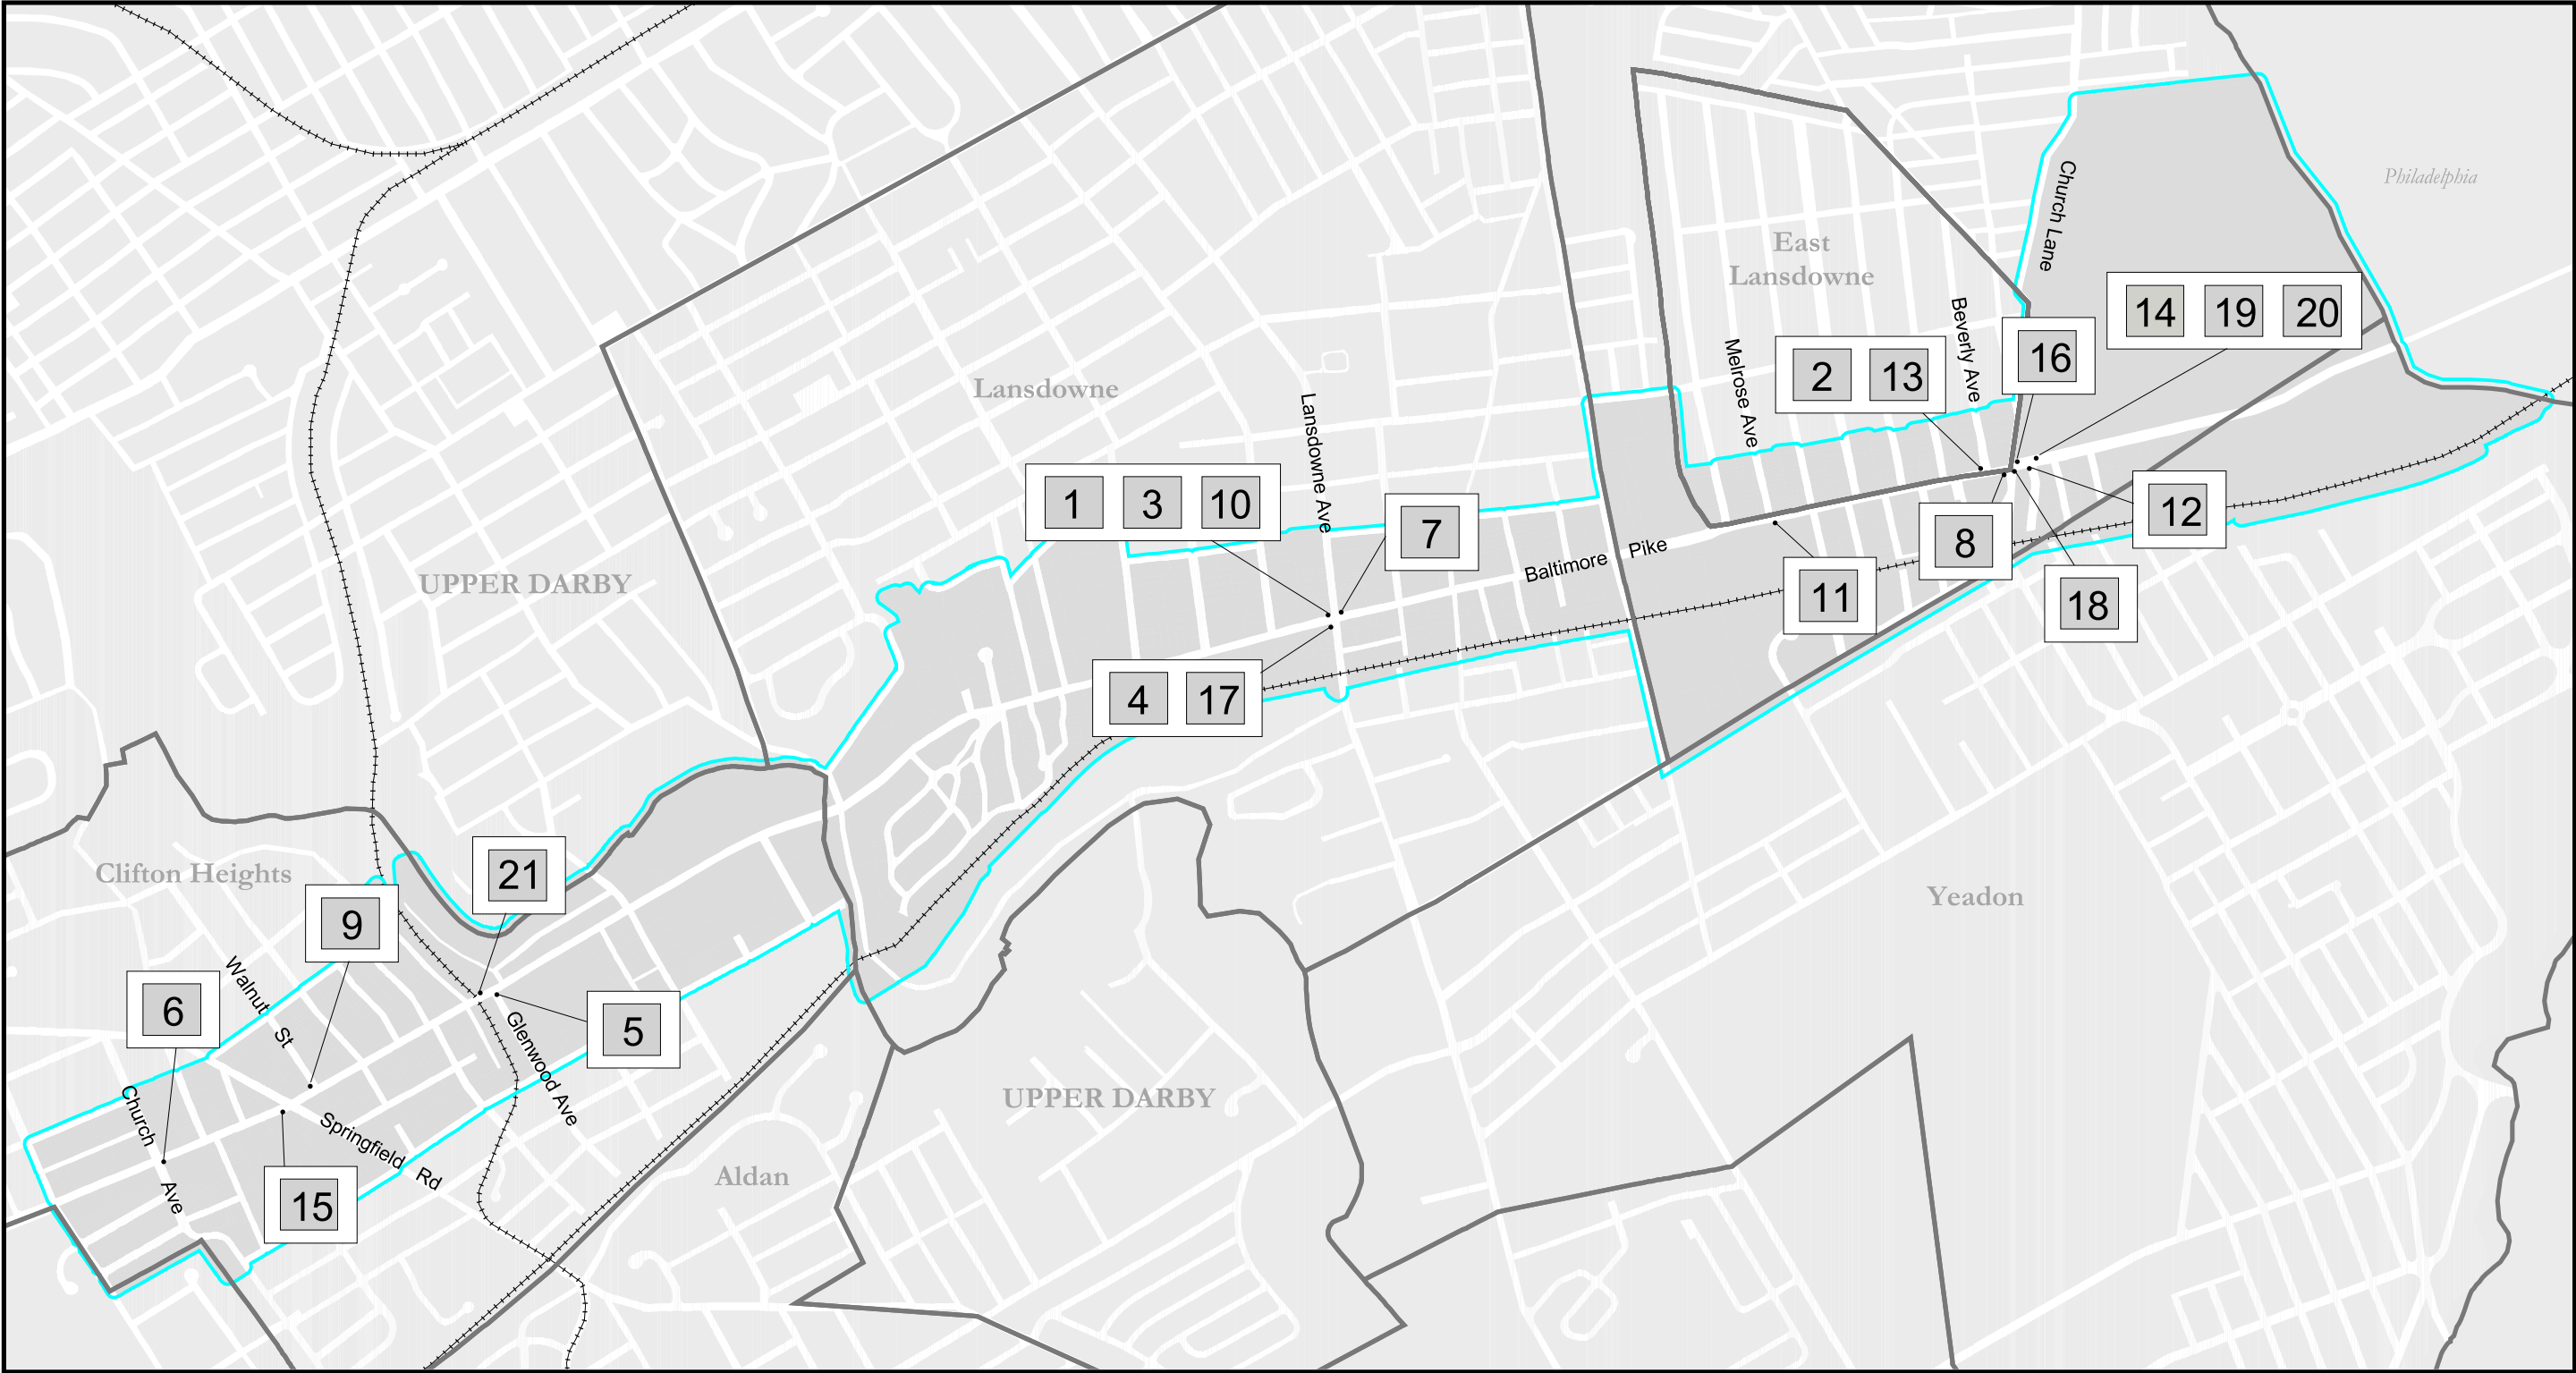 Philadelphia
Church Lane
East
Lansdowne
14 19 20
Beverly Ave
16
2 13
Melrose Ave
Lansdowne
Lansdowne Ave
1 3 10
7
12
8
Baltimore Pike
11
18
UPPER DARBY
4 17
Clifton Heights
21
Yeadon
9
Walnut St
6
5
Glenwood Ave
Church Ave
UPPER DARBY
Springfield Rd
Aldan
15